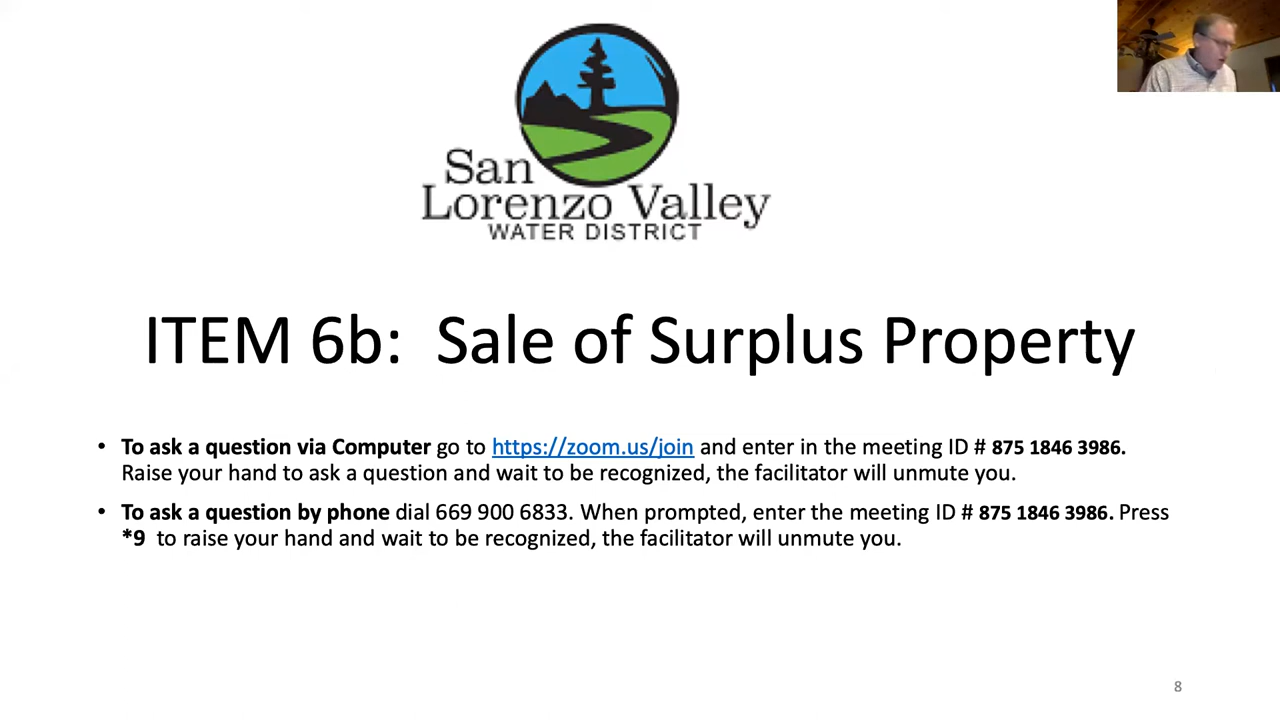 San
Lorenzo Valley
WATER DISTRICT
ITEM 6b:  Sale of Surplus Property
• To ask a question via Computer go to https://zoom.us/join and enter in the meeting ID # 875 1846 3986.
Raise your hand to ask a question and wait to be recognized, the facilitator will unmute you.
• To ask a question by phone dial 669 900 6833. When prompted, enter the meeting ID # 875 1846 3986. Press
*9  to raise your hand and wait to be recognized, the facilitator will unmute you.
8